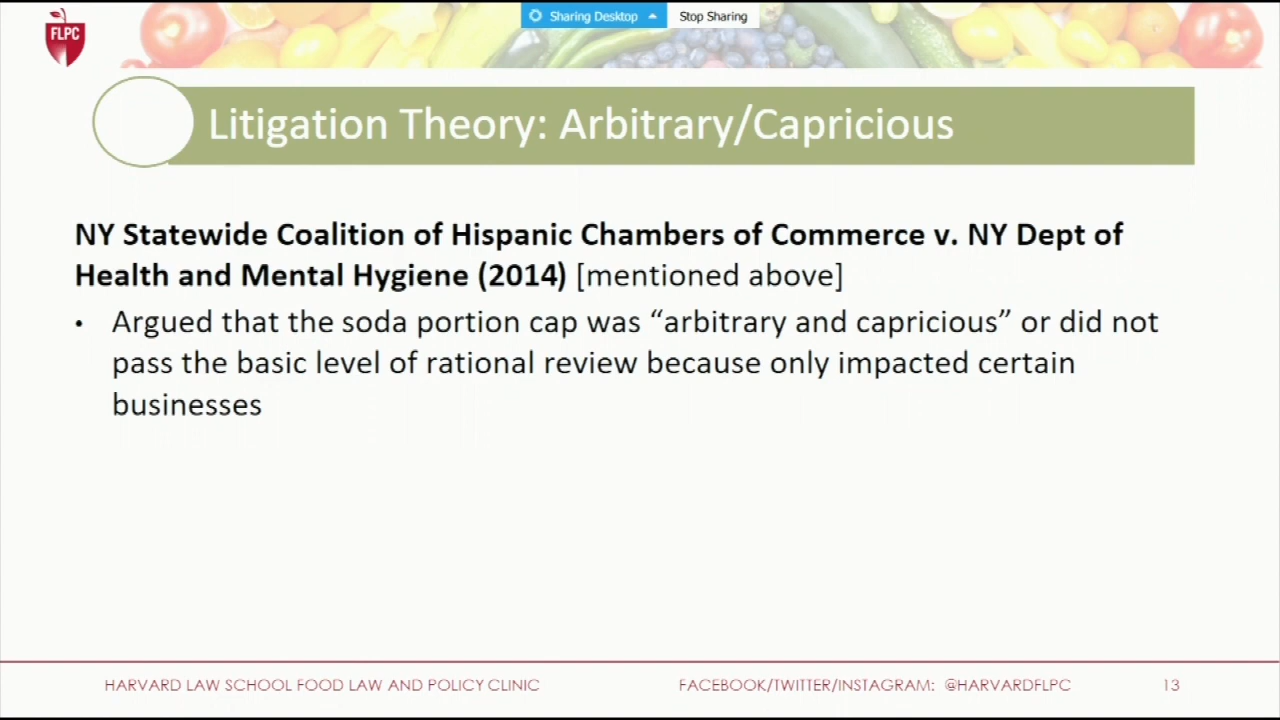 Sharing Desktop Stop Sharing
FLPC
Litigation Theory: Arbitrary/Capricious
NY Statewide Coalition of Hispanic Chambers of Commerce v. NY Dept of
Health and Mental Hygiene (2014) [mentioned above]
• Argued that the soda portion cap was “arbitrary and capricious” or did not
pass the basic level of rational review because only impacted certain
businesses
HARVARD LAW SCHOOL FOOD LAW AND POLICY CLINIC FACEBOOK/TWITTER/INSTAGRAM: @HARVARDFLPC 13